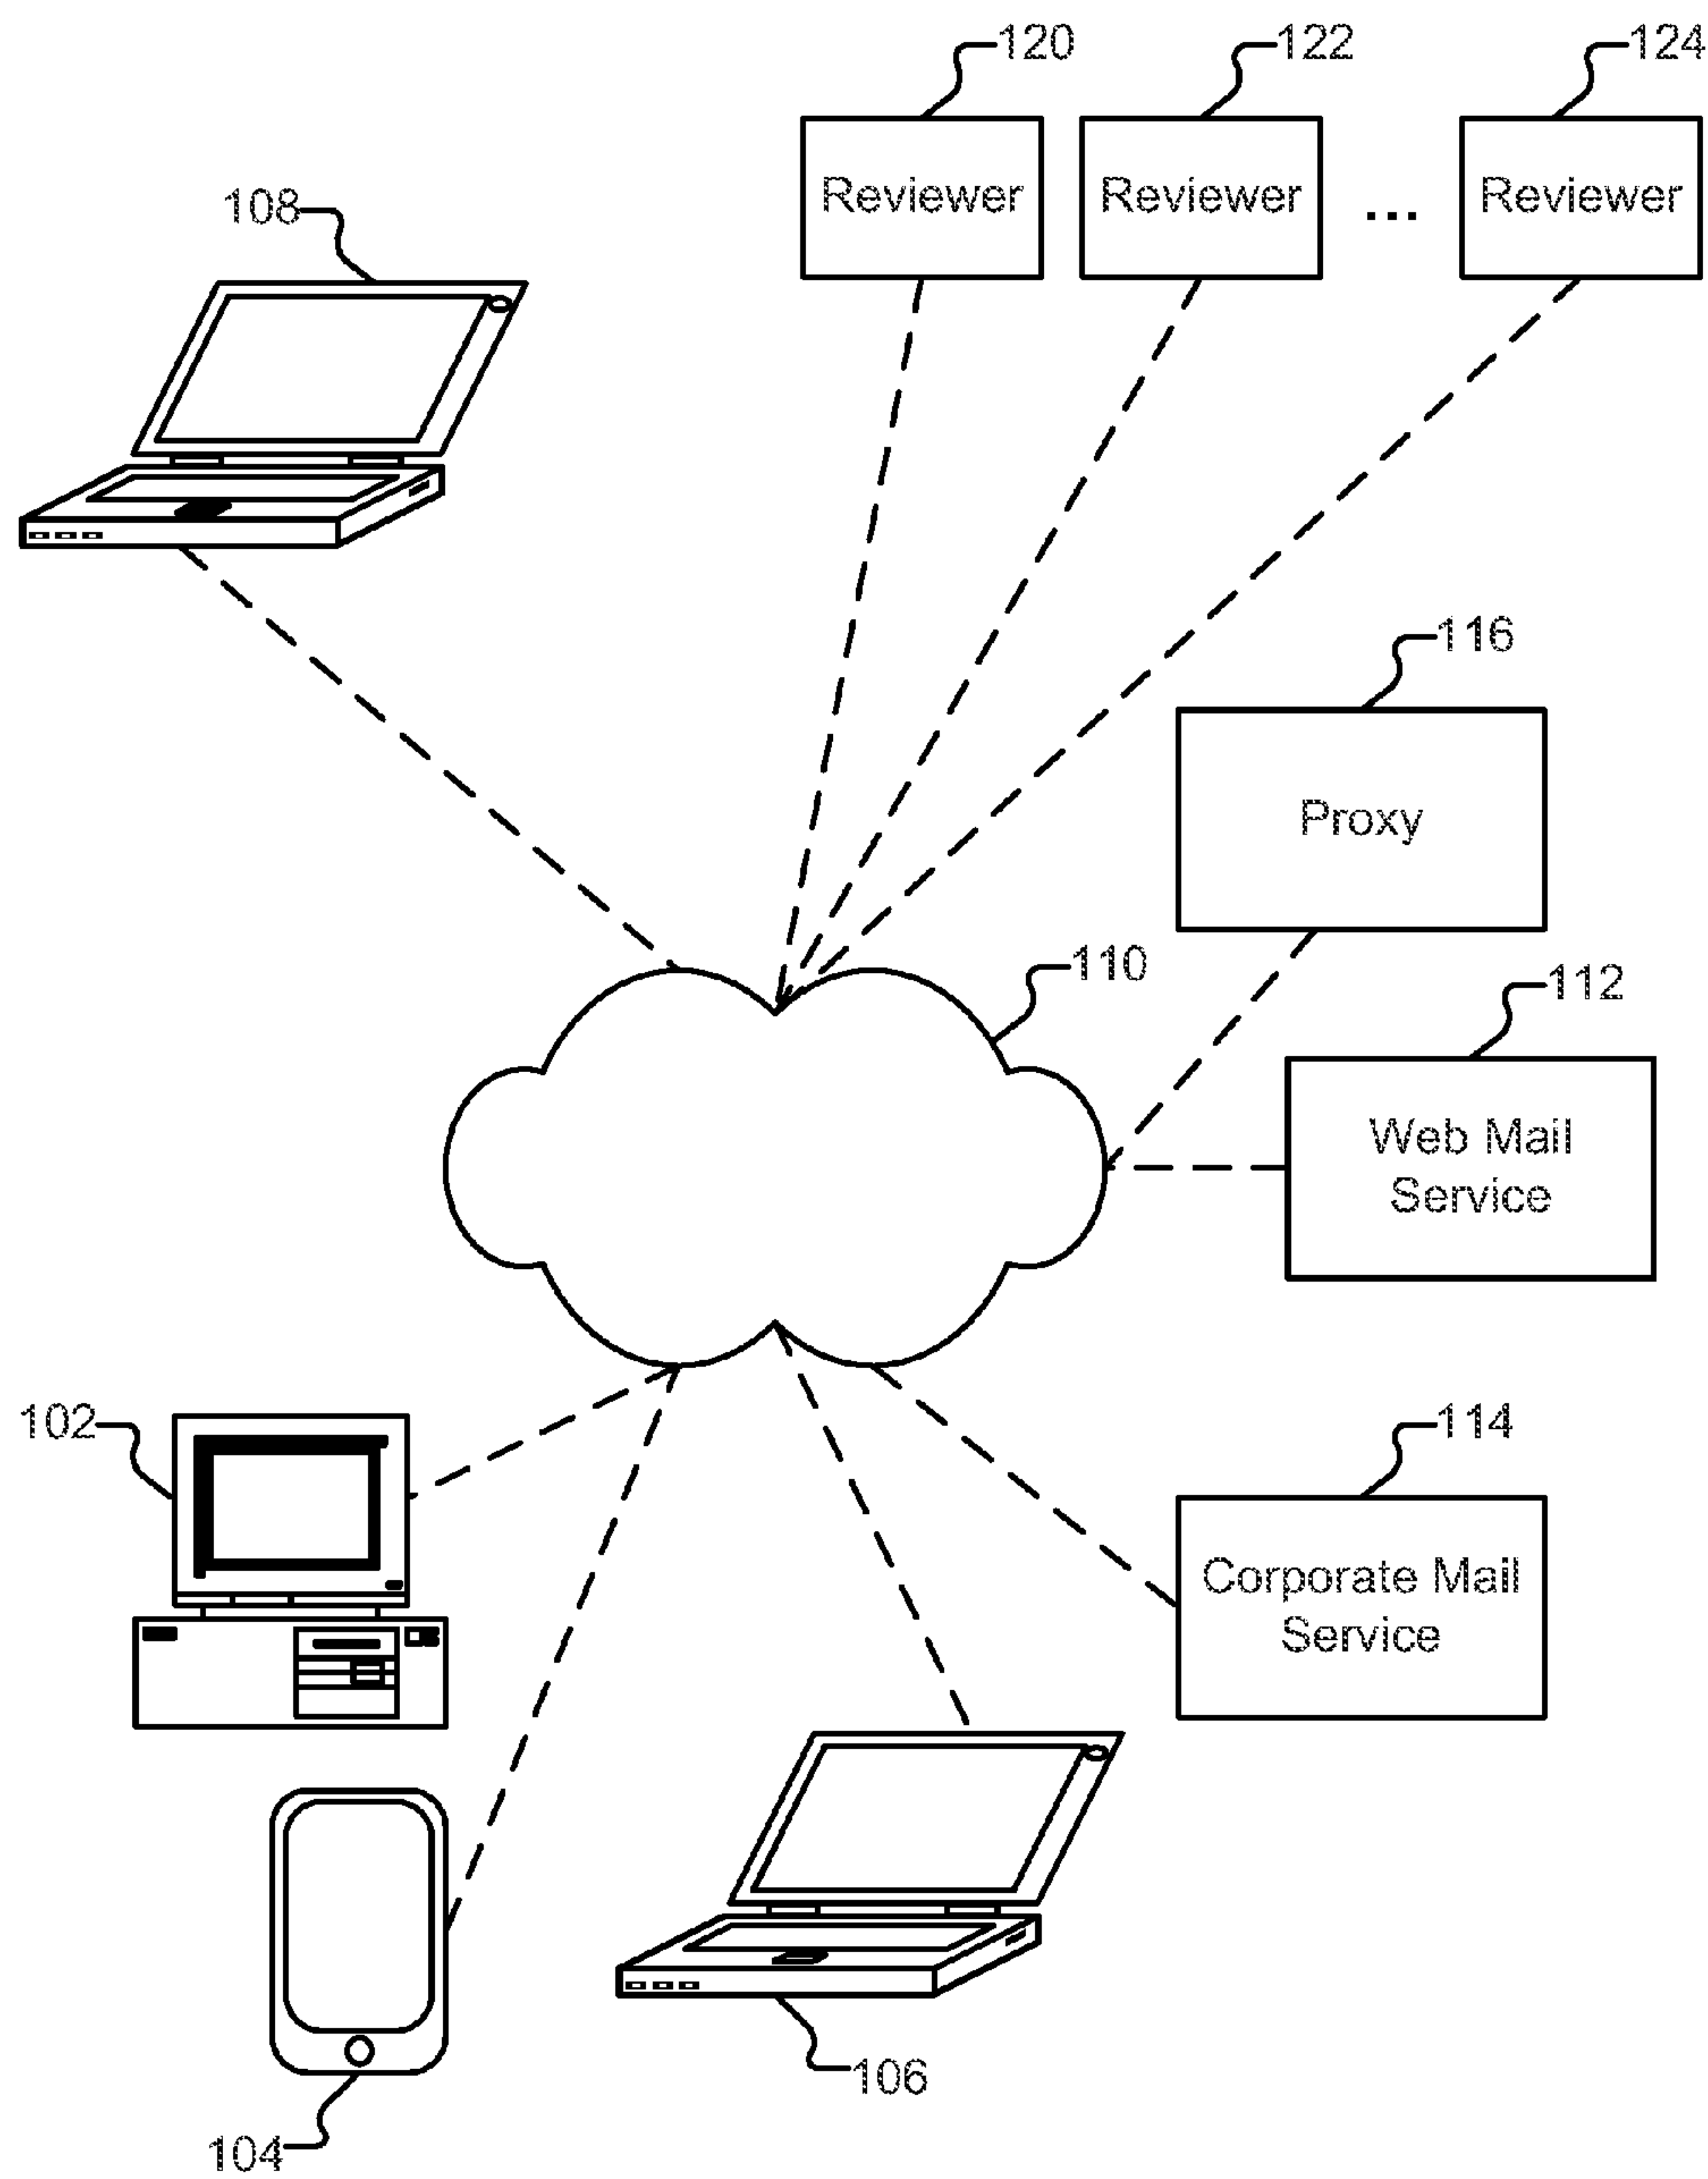 120
122
124
108
Reviewer
Reviewer
...
Reviewer
116
Proxy
110
112
Web Mail
Service
102
114
Corporate Mail
Service
106
104